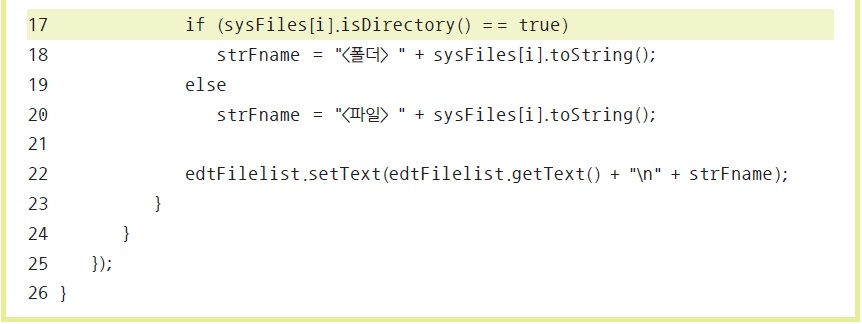 17 if (sysFiles[i].isDirectory() == true)
18 strFname = "<폴더> " + sysFiles[i].toString();
19 else
20 strFname = "<파일> " + sysFiles[i].toString();
21
22 edtFilelist.setText(edtFilelist.getText() + "\n" + strFname);
23 }
24 }
25 });
26 }